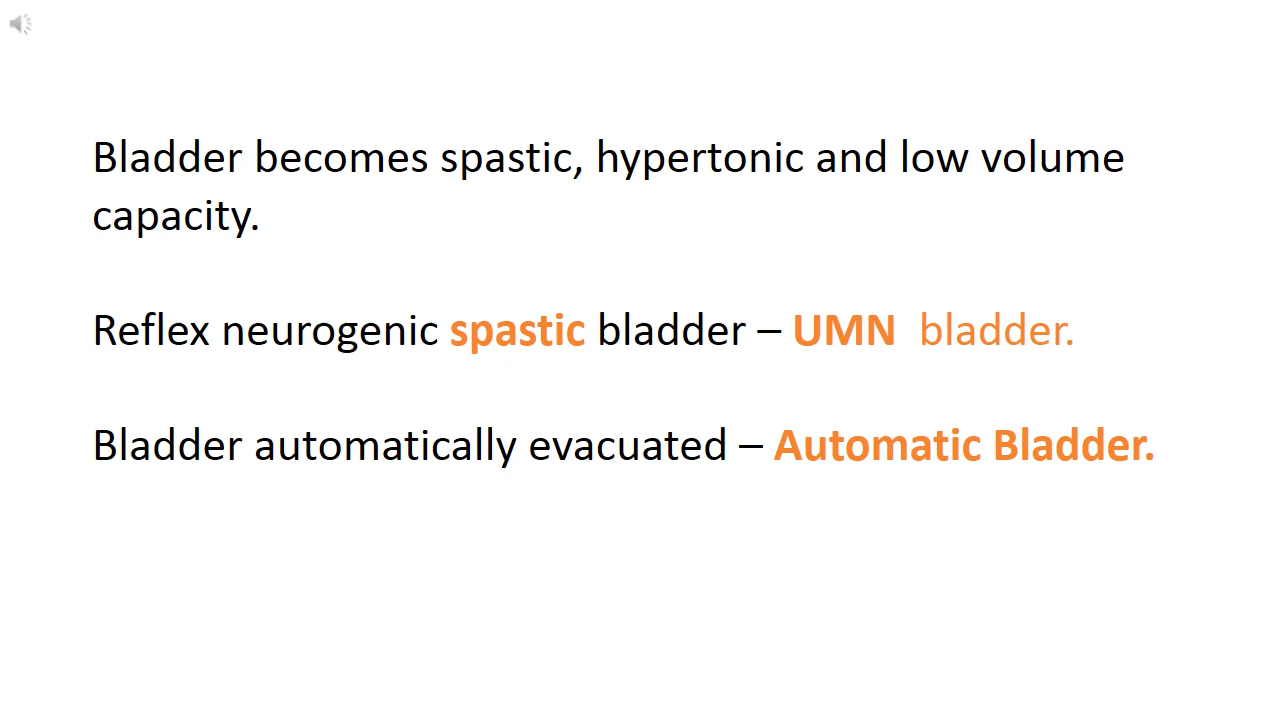 Bladder becomes spastic, hypertonic and low volume
capacity.
Reflex neurogenic spastic bladder – UMN  bladder.
Bladder automatically evacuated – Automatic Bladder.